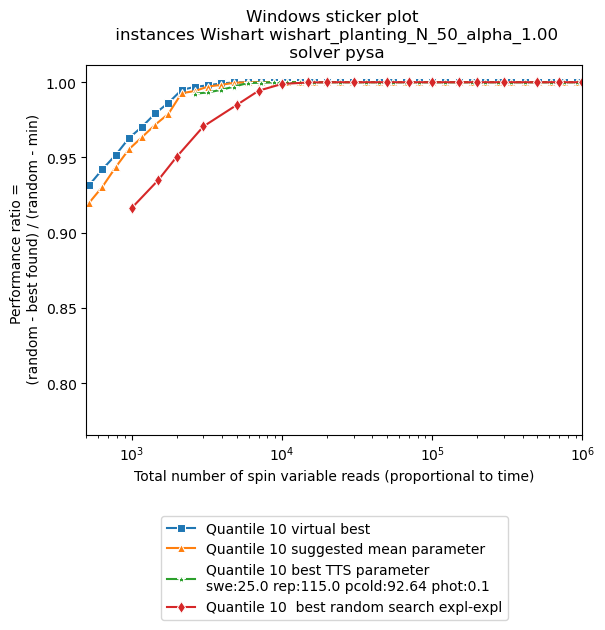 Windows sticker plot
instances Wishart wishart_planting_N_50_alpha_1.00
solver pysa
Performance ratio =
(random - best found) / (random - min)
1.00
0.95
0.90
0.85
0.80
10³
10⁴
10⁵
10⁶
Total number of spin variable reads (proportional to time)
Quantile 10 virtual best
Quantile 10 suggested mean parameter
Quantile 10 best TTS parameter
swe:25.0 rep:115.0 pcold:92.64 phot:0.1
Quantile 10  best random search expl-expl